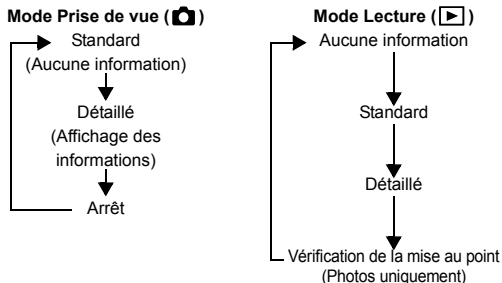 Mode Prise de vue ( )
Standard
(Aucune information)
Détaillé
(Affichage des
informations)
Arrêt
Mode Lecture ( )
Aucune information
Standard
Détaillé
Vérification de la mise au point
(Photos uniquement)